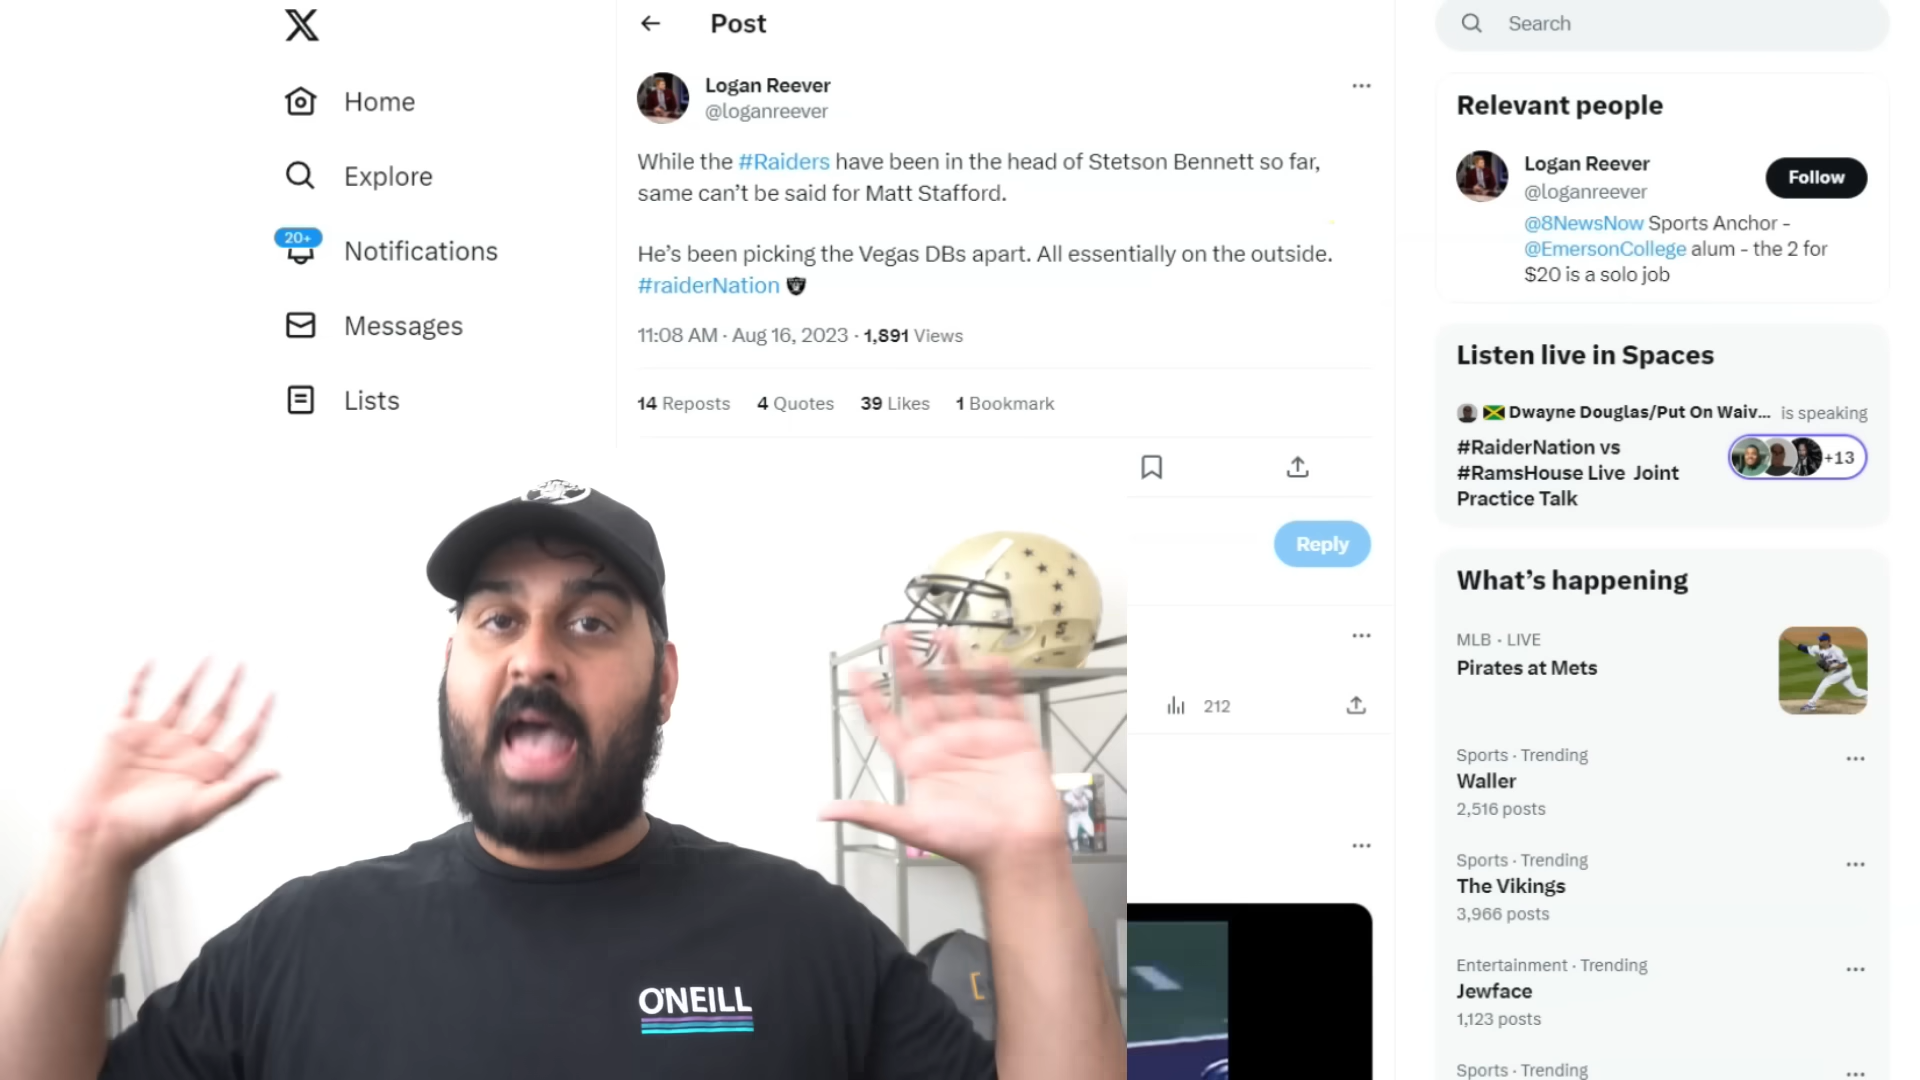 X
Home
Explore
20+
Notifications
Messages
Lists
Post
Logan Reever
@loganreever
While the #Raiders have been in the head of Stetson Bennett so far,
same can’t be said for Matt Stafford.
He’s been picking the Vegas DBs apart. All essentially on the outside.
#raiderNation
11:08 AM · Aug 16, 2023 · 1,891 Views
14 Reposts 4 Quotes 39 Likes 1 Bookmark
Reply
212
O'NEILL
Search
Relevant people
Logan Reever
@loganreever
Follow
@8NewsNow Sports Anchor -
@EmersonCollege alum - the 2 for
$20 is a solo job
Listen live in Spaces
Dwayne Douglas/Put On Waiv... is speaking
#RaiderNation vs
#RamsHouse Live Joint
Practice Talk
+13
What’s happening
MLB · LIVE
Pirates at Mets
Sports · Trending
Waller
2,516 posts
Sports · Trending
The Vikings
3,966 posts
Entertainment · Trending
Jewface
1,123 posts
Sports · Trending